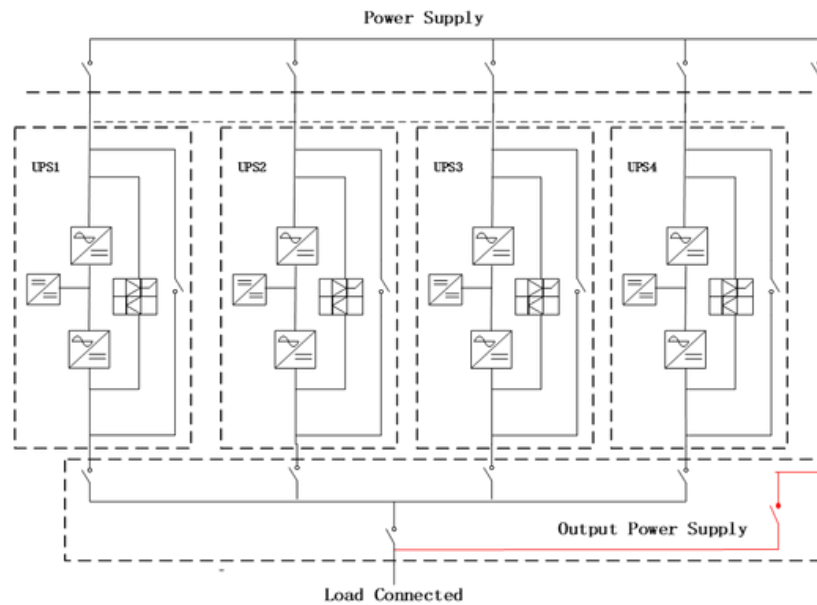 Power Supply
UPS1
UPS2
UPS3
UPS4
Output Power Supply
Load Connected